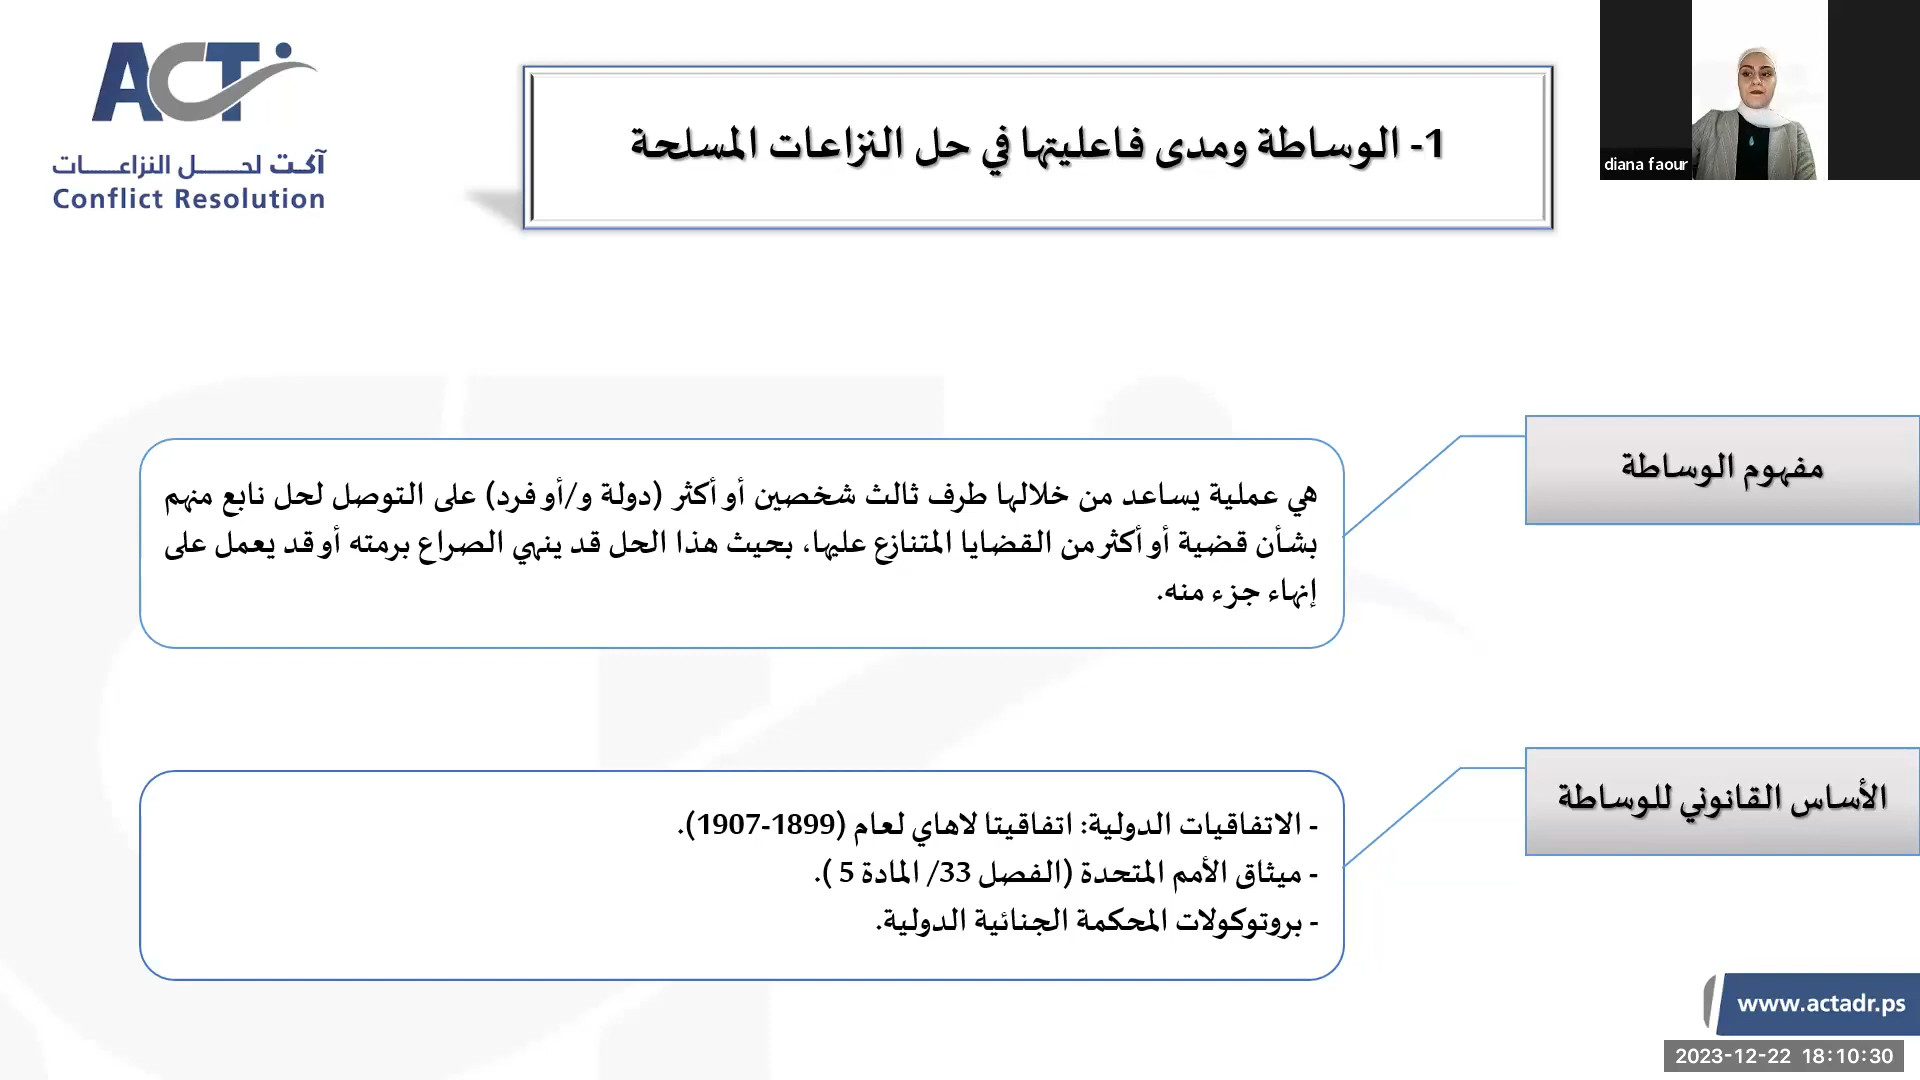 ACT
آكت لحـــل النزاعـــات
Conflict Resolution
1- الوساطة ومدى فاعليتها في حل النزاعات المسلحة
diana faour
مفهوم الوساطة
هي عملية يساعد من خلالها طرف ثالث شخصين أو أكثر (دولة و/أو فرد) على التوصل لحل نابع منهم
بشأن قضية أو أكثر من القضايا المتنازع عليها، بحيث هذا الحل قد ينهي الصراع برمته أو قد يعمل على
إنهاء جزء منه.
الأساس القانوني للوساطة
- الاتفاقيات الدولية: اتفاقيتا لاهاي لعام (1899-1907).
- ميثاق الأمم المتحدة (الفصل 33/ المادة 5 ).
- بروتوكولات المحكمة الجنائية الدولية.
www.actadr.ps
2023-12-22 18:10:30